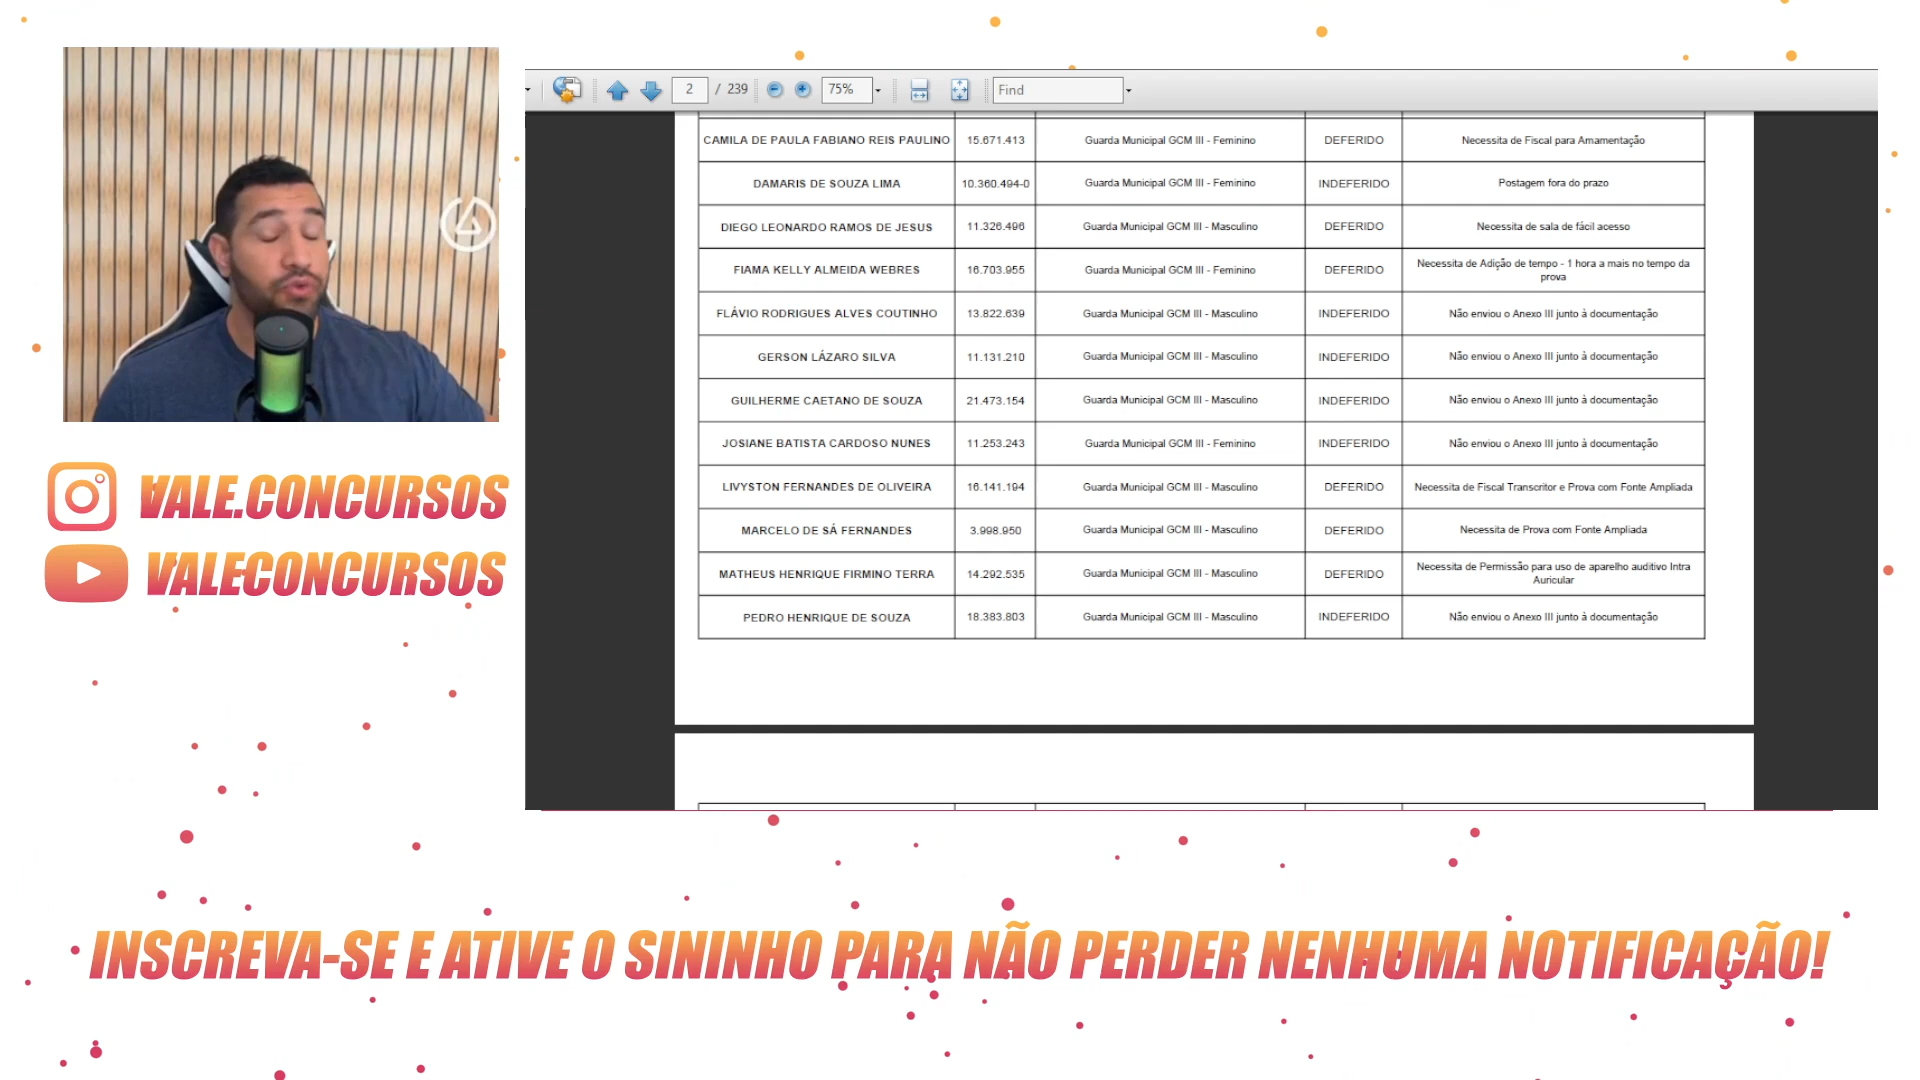 2 / 239 75% Find
CAMILA DE PAULA FABIANO REIS PAULINO 15.671.413 Guarda Municipal GCM III - Feminino DEFERIDO Necessita de Fiscal para Amamentação
DAMARIS DE SOUZA LIMA 10.360.494-0 Guarda Municipal GCM III - Feminino INDEFERIDO Postagem fora do prazo
DIEGO LEONARDO RAMOS DE JESUS 11.326.496 Guarda Municipal GCM III - Masculino DEFERIDO Necessita de sala de fácil acesso
FIAMA KELLY ALMEIDA WEBRES 16.703.955 Guarda Municipal GCM III - Feminino DEFERIDO Necessita de Adição de tempo - 1 hora a mais no tempo da
prova
FLÁVIO RODRIGUES ALVES COUTINHO 13.822.639 Guarda Municipal GCM III - Masculino INDEFERIDO Não enviou o Anexo III junto à documentação
GERSON LÁZARO SILVA 11.131.210 Guarda Municipal GCM III - Masculino INDEFERIDO Não enviou o Anexo III junto à documentação
GUILHERME CAETANO DE SOUZA 21.473.154 Guarda Municipal GCM III - Masculino INDEFERIDO Não enviou o Anexo III junto à documentação
JOSIANE BATISTA CARDOSO NUNES 11.253.243 Guarda Municipal GCM III - Feminino INDEFERIDO Não enviou o Anexo III junto à documentação
LIVYSTON FERNANDES DE OLIVEIRA 16.141.194 Guarda Municipal GCM III - Masculino DEFERIDO Necessita de Fiscal Transcritor e Prova com Fonte Ampliada
MARCELO DE SÁ FERNANDES 3.998.950 Guarda Municipal GCM III - Masculino DEFERIDO Necessita de Prova com Fonte Ampliada
MATHEUS HENRIQUE FIRMINO TERRA 14.292.535 Guarda Municipal GCM III - Masculino DEFERIDO Necessita de Permissão para uso de aparelho auditivo Intra
Auricular
PEDRO HENRIQUE DE SOUZA 18.383.803 Guarda Municipal GCM III - Masculino INDEFERIDO Não enviou o Anexo III junto à documentação
VALE.CONCURSOS
VALECONCURSOS
INSCREVA-SE E ATIVE O SININHO PARA NÃO PERDER NENHUMA NOTIFICAÇÃO!